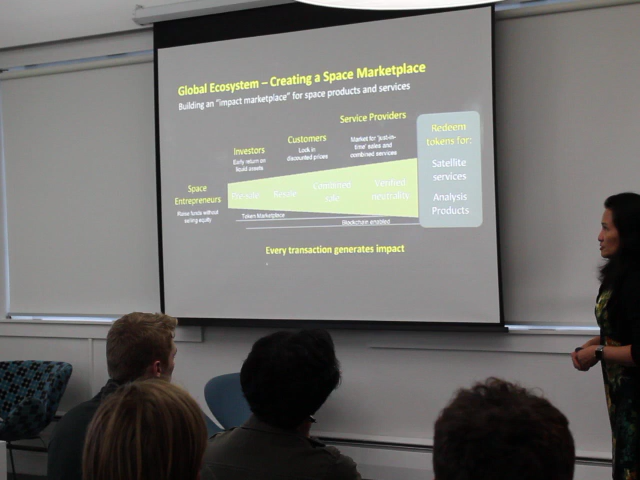 Global Ecosystem – Creating a Space Marketplace
Building an "impact marketplace" for space products and services
Service Providers
Market for 'just-in-
time' sales and
combined services
Customers
Lock in
discounted prices
Investors
Early return on
liquid assets
Space
Entrepreneurs
Raise funds without
selling equity
Pre-sale
Resale
Combined
sale
Verified
neutrality
Token Marketplace
Blockchain enabled
Redeem
tokens for:
Satellite
services
Analysis
Products
Every transaction generates impact